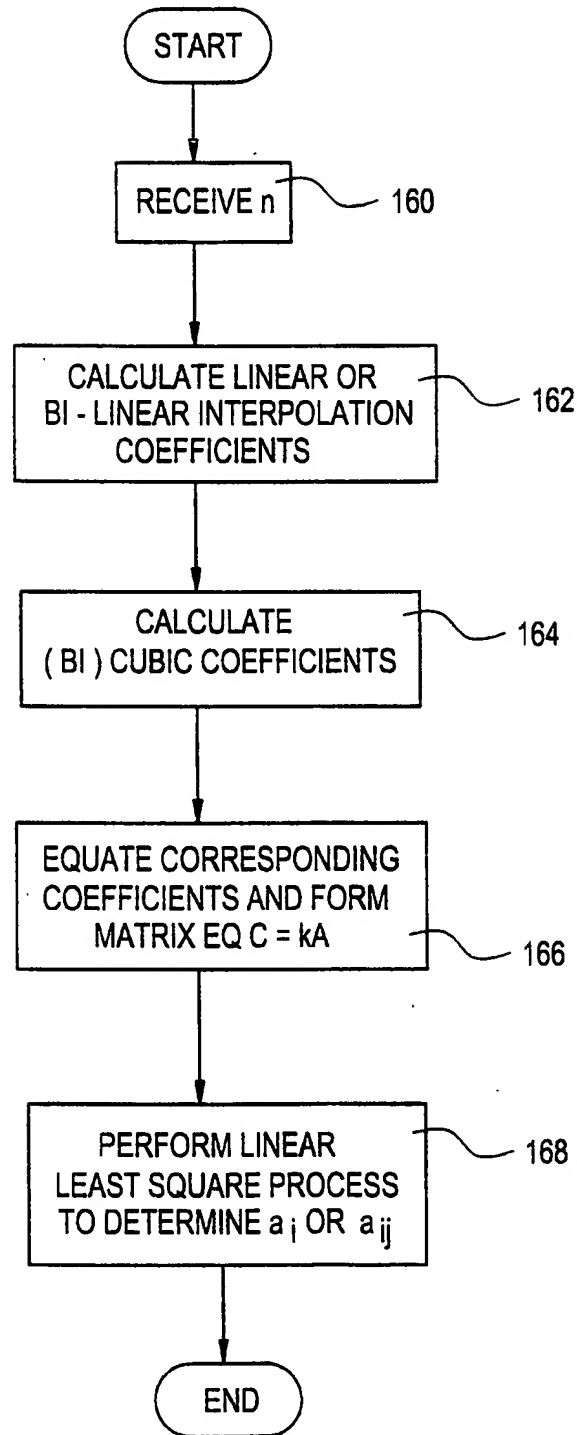 START
RECEIVE n
160
CALCULATE LINEAR OR
BI - LINEAR INTERPOLATION
COEFFICIENTS
162
CALCULATE
( BI ) CUBIC COEFFICIENTS
164
EQUATE CORRESPONDING
COEFFICIENTS AND FORM
MATRIX EQ C = kA
166
PERFORM LINEAR
LEAST SQUARE PROCESS
TO DETERMINE a i OR a ij
168
END